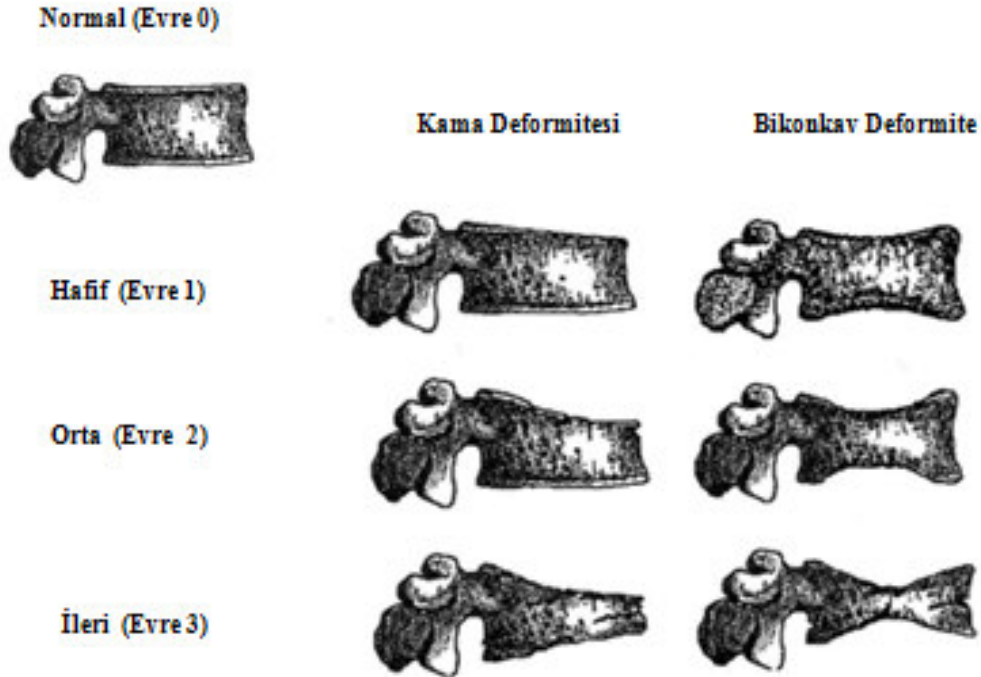 Normal (Evre 0)
Kama Deformitesi
Bikonkav Deformite
Hafif (Evre 1)
Orta (Evre 2)
İleri (Evre 3)